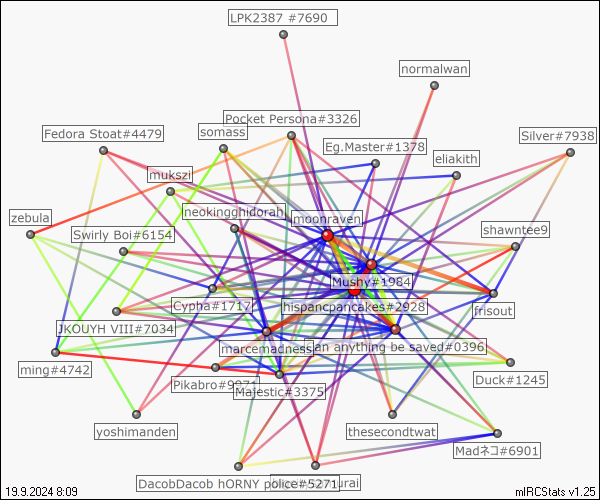 LPK2387 #7690
normalwan
Pocket Persona#3326
Fedora Stoat#4479
somass
Silver#7938
Eg.Master#1378
eliakith
mukszi
neokingghidorah
moonraven
zebula
shawntee9
Swirly Boi#6154
Mushy#1984
Cypha#1717
hispancpancakes#2928
frisout
JKOUYH VIII#7034
marcemadness
an anything be saved#0396
ming#4742
Pikabro#9971
Duck#1245
Majestic#3375
yoshimanden
thesecondtwat
Madネコ#6901
DacobDacob hORNY police#5271
urai
19.9.2024 8:09
mIRCStats v1.25